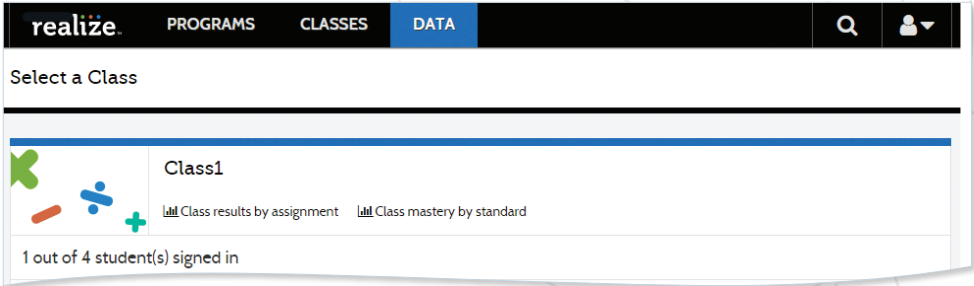 realize™ PROGRAMS CLASSES DATA
Select a Class
Class1
Class results by assignment Class mastery by standard
1 out of 4 student(s) signed in